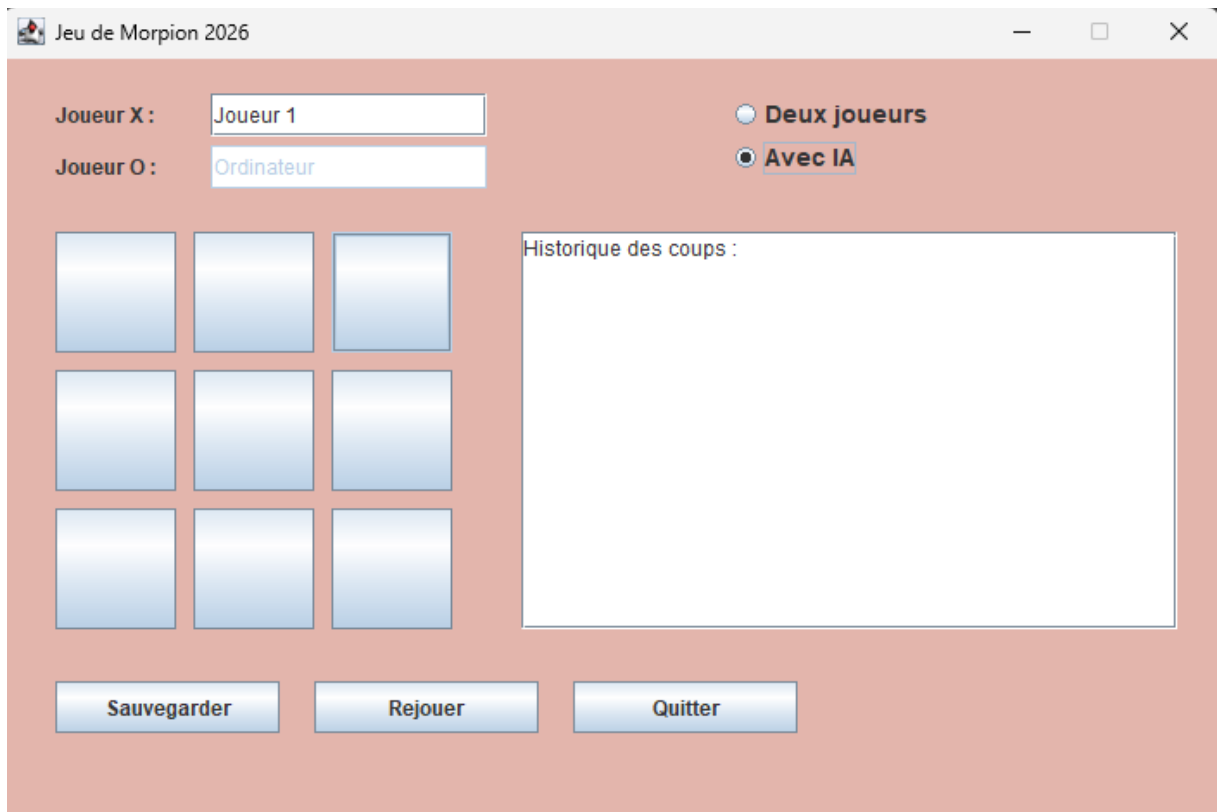 Jeu de Morpion 2026
Joueur X :
Joueur 1
Deux joueurs
Joueur O :
Ordinateur
Avec IA
Historique des coups :
Sauvegarder
Rejouer
Quitter